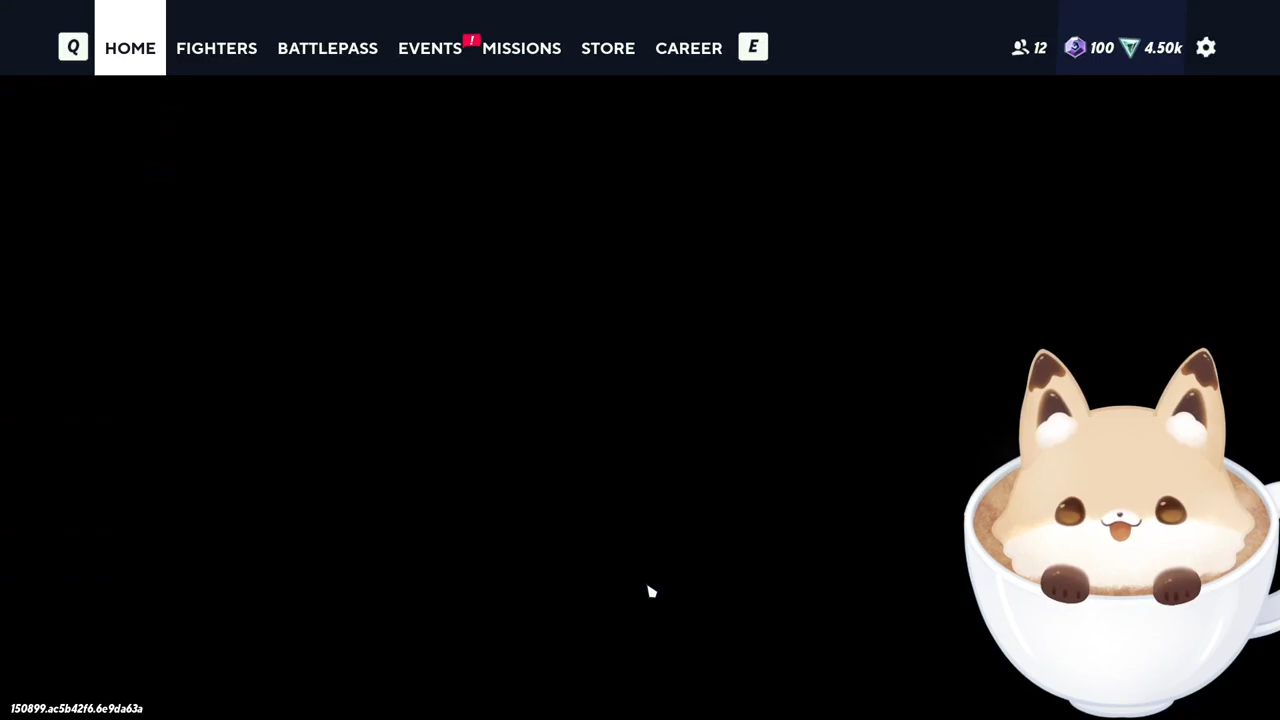 Q HOME FIGHTERS BATTLEPASS EVENTS ! MISSIONS STORE CAREER E 12 100 4.50k
150899.ac5b42f6.6e9da63a